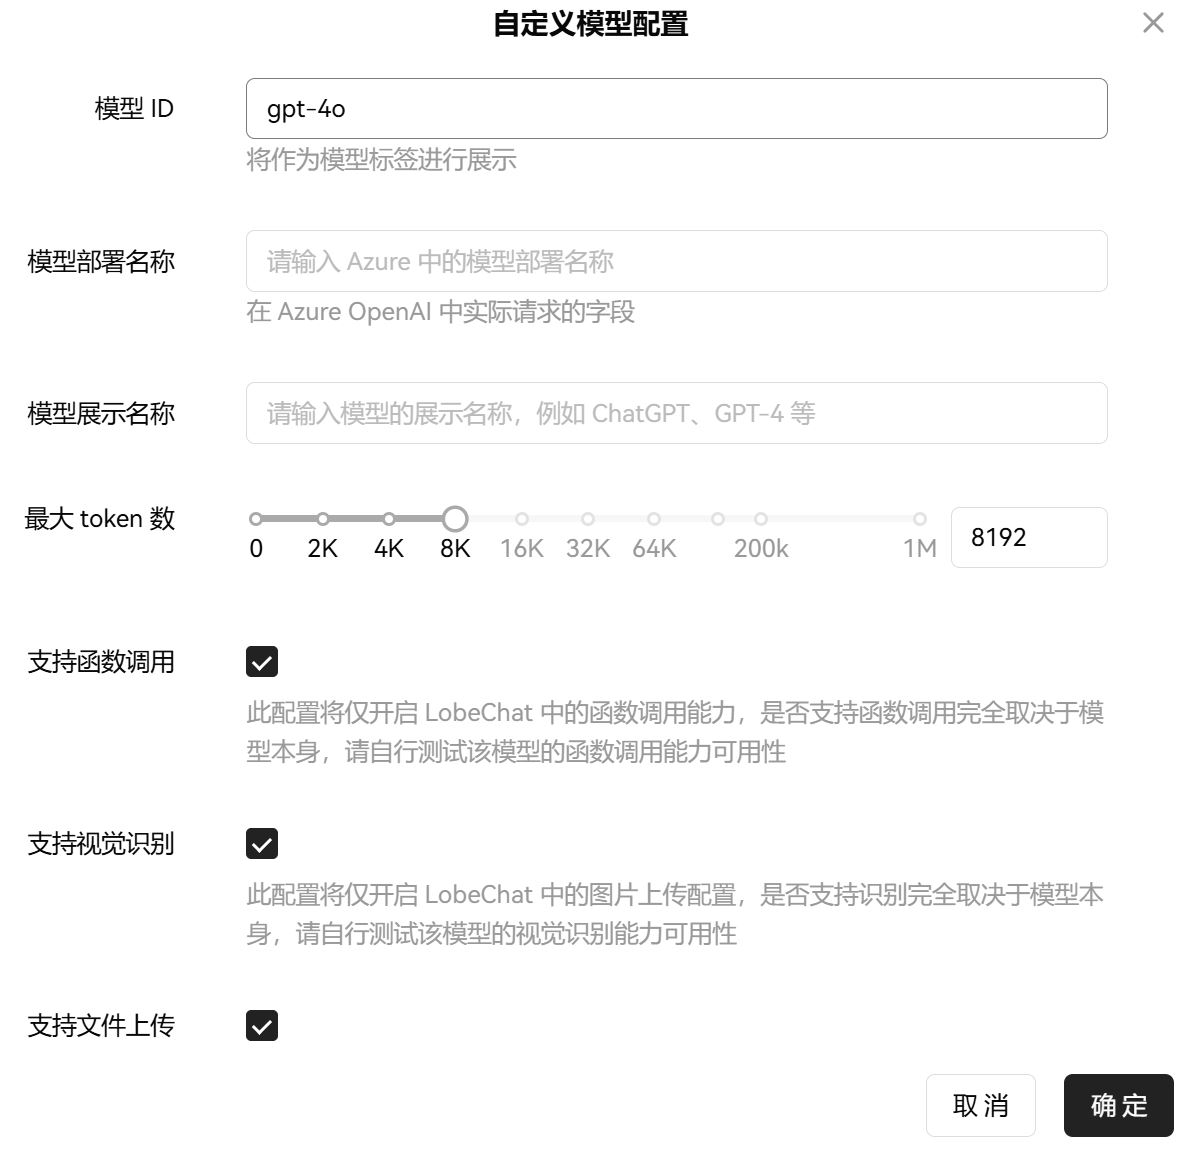 自定义模型配置
模型 ID
gpt-4o
将作为模型标签进行展示
模型部署名称
请输入 Azure 中的模型部署名称
在 Azure OpenAI 中实际请求的字段
模型展示名称
请输入模型的展示名称，例如 ChatGPT、GPT-4 等
最大 token 数
0 2K 4K 8K 16K 32K 64K 200k 1M
8192
支持函数调用
此配置将仅开启 LobeChat 中的函数调用能力，是否支持函数调用完全取决于模
型本身，请自行测试该模型的函数调用能力可用性
支持视觉识别
此配置将仅开启 LobeChat 中的图片上传配置，是否支持识别完全取决于模型本
身，请自行测试该模型的视觉识别能力可用性
支持文件上传
取消
确定